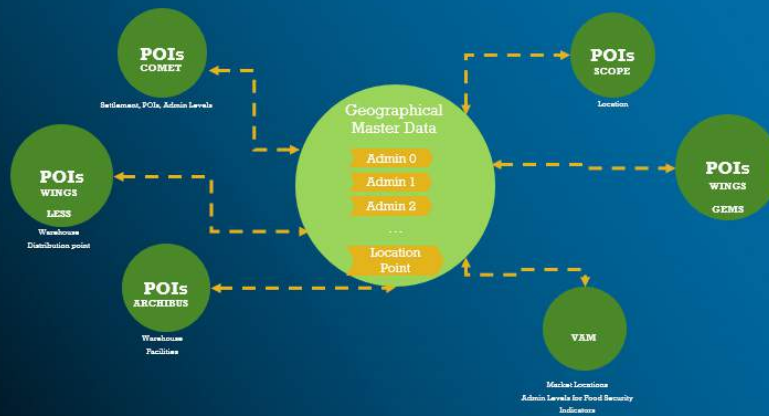 POIs
COMET
Settlement, POIs, Admin Levels
POIs
SCOPE
Location
Geographical
Master Data
Admin 0
Admin 1
Admin 2
...
Location
Point
POIs
WINGS
LESS
Warehouse
Distribution point
POIs
WINGS
GEMS
POIs
ARCHIBUS
Warehouse
Facilities
VAM
Market Locations
Admin Levels for Food Security
Indicators